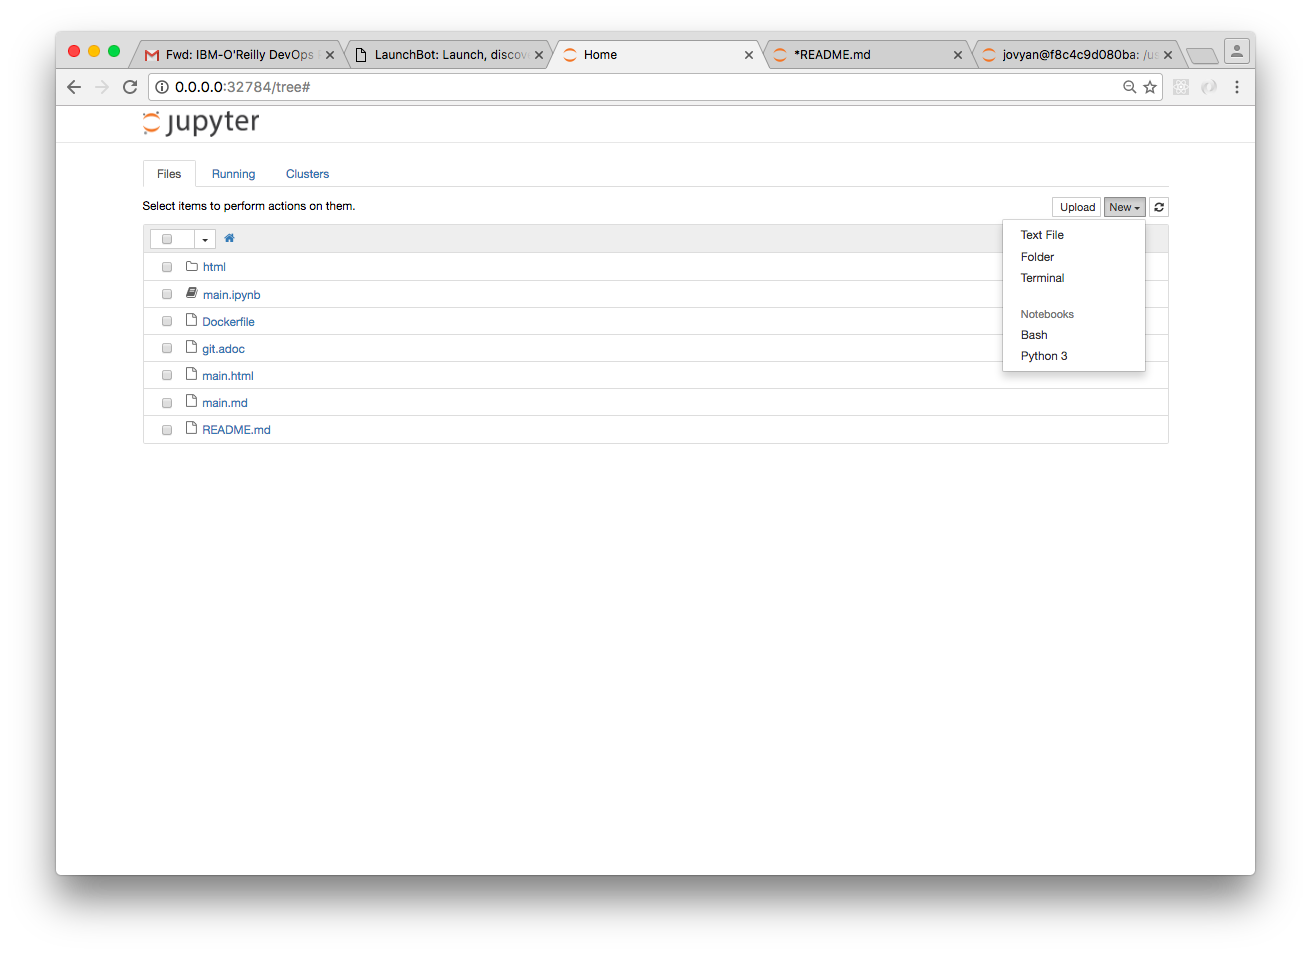 Fwd: IBM-O'Reilly DevOps
LaunchBot: Launch, discove
Home
*README.md
jovyan@f8c4c9d080ba: /us
0.0.0.0:32784/tree#
jupyter
Files Running Clusters
Select items to perform actions on them.
Upload New
Text File
Folder
Terminal
Notebooks
Bash
Python 3
html
main.ipynb
Dockerfile
git.adoc
main.html
main.md
README.md